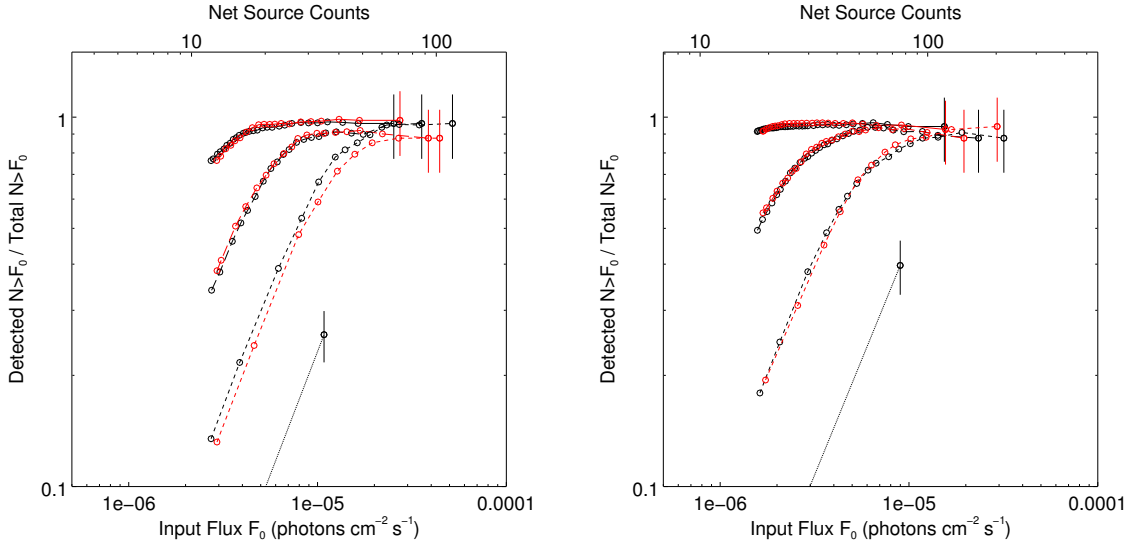 Net Source Counts
10
100
1
0.1
Detected N>F₀ / Total N>F₀
1e−06
1e−05
0.0001
Input Flux F₀ (photons cm⁻² s⁻¹)
Net Source Counts
10
100
1
0.1
Detected N>F₀ / Total N>F₀
1e−06
1e−05
0.0001
Input Flux F₀ (photons cm⁻² s⁻¹)